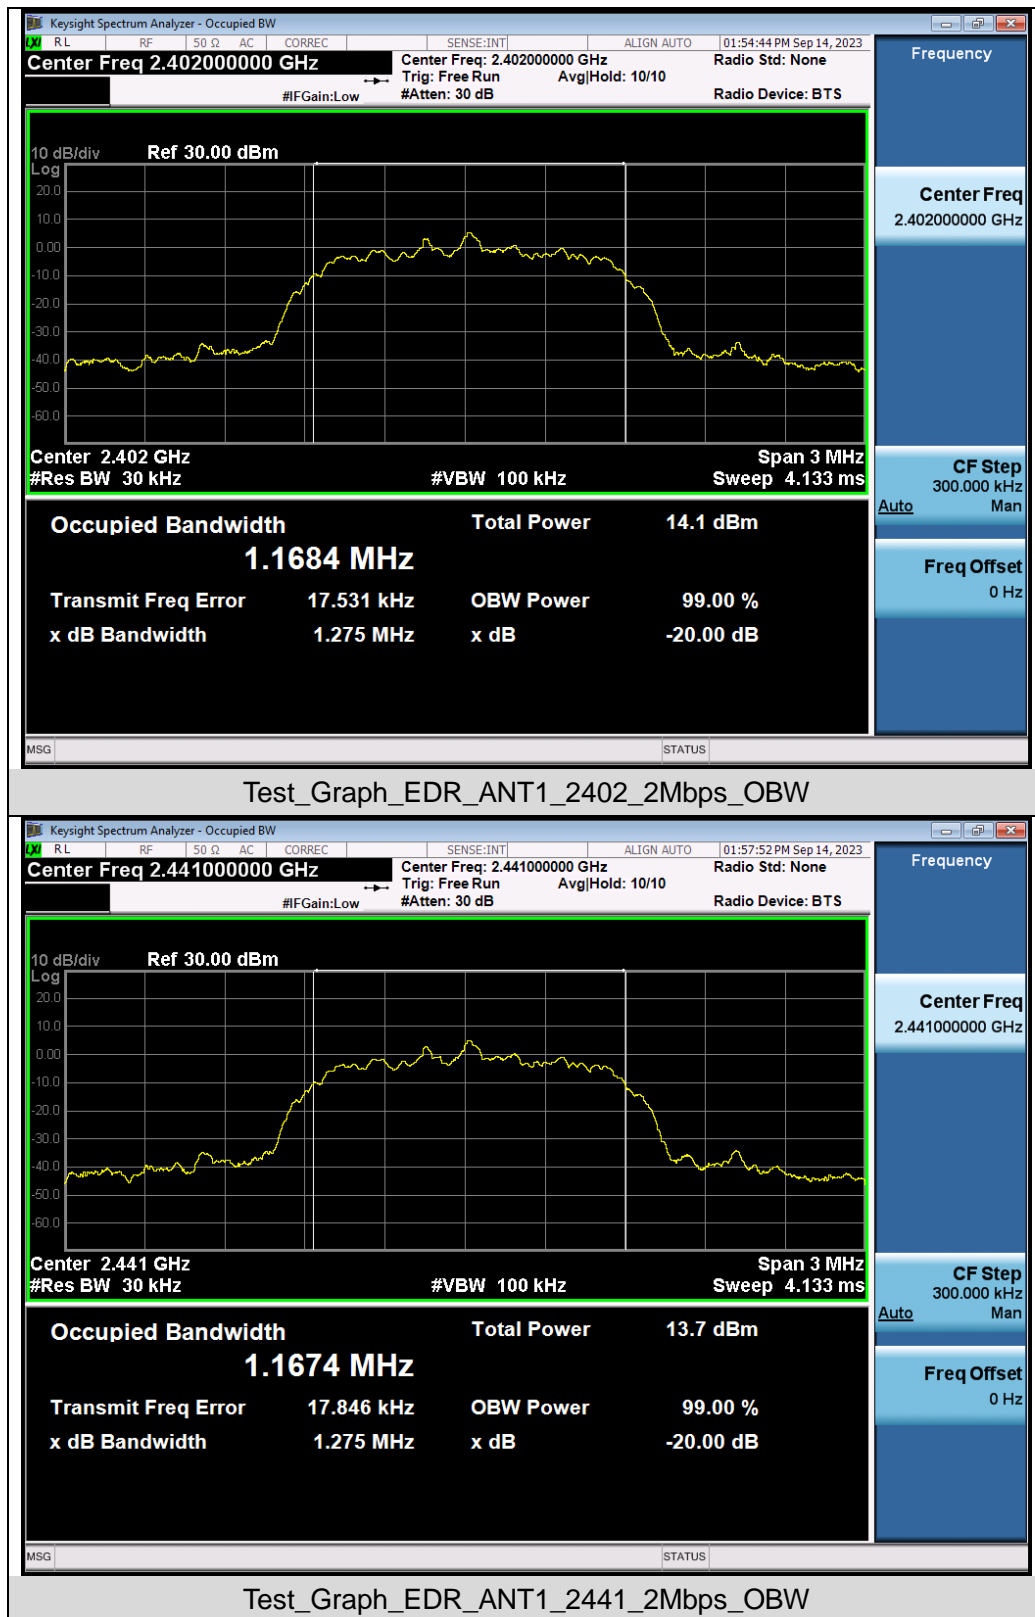 Keysight Spectrum Analyzer - Occupied BW
LXI RL RF 50 Ω AC CORREC SENSE:INT ALIGN AUTO 01:54:44 PM Sep 14, 2023
Center Freq 2.402000000 GHz Center Freq: 2.402000000 GHz Radio Std: None
Trig: Free Run Avg|Hold: 10/10
#IFGain:Low #Atten: 30 dB Radio Device: BTS
Frequency
10 dB/div Ref 30.00 dBm
Log
20.0
10.0
0.00
-10.0
-20.0
-30.0
-40.0
-50.0
-60.0
Center 2.402 GHz Span 3 MHz
#Res BW 30 kHz #VBW 100 kHz Sweep 4.133 ms
Center Freq
2.402000000 GHz
CF Step
300.000 kHz
Auto Man
Freq Offset
0 Hz
Occupied Bandwidth Total Power 14.1 dBm
1.1684 MHz
Transmit Freq Error 17.531 kHz OBW Power 99.00 %
x dB Bandwidth 1.275 MHz x dB -20.00 dB
MSG STATUS
Test_Graph_EDR_ANT1_2402_2Mbps_OBW
Keysight Spectrum Analyzer - Occupied BW
LXI RL RF 50 Ω AC CORREC SENSE:INT ALIGN AUTO 01:57:52 PM Sep 14, 2023
Center Freq 2.441000000 GHz Center Freq: 2.441000000 GHz Radio Std: None
Trig: Free Run Avg|Hold: 10/10
#IFGain:Low #Atten: 30 dB Radio Device: BTS
Frequency
10 dB/div Ref 30.00 dBm
Log
20.0
10.0
0.00
-10.0
-20.0
-30.0
-40.0
-50.0
-60.0
Center 2.441 GHz Span 3 MHz
#Res BW 30 kHz #VBW 100 kHz Sweep 4.133 ms
Center Freq
2.441000000 GHz
CF Step
300.000 kHz
Auto Man
Freq Offset
0 Hz
Occupied Bandwidth Total Power 13.7 dBm
1.1674 MHz
Transmit Freq Error 17.846 kHz OBW Power 99.00 %
x dB Bandwidth 1.275 MHz x dB -20.00 dB
MSG STATUS
Test_Graph_EDR_ANT1_2441_2Mbps_OBW